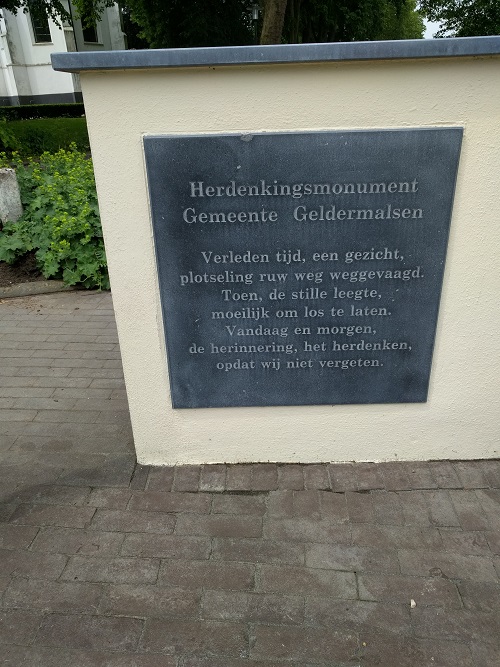 Herdenkingsmonument
Gemeente Geldermalsen
Verleden tijd, een gezicht,
plotseling ruw weg weggevaagd.
Toen, de stille leegte,
moeilijk om los te laten.
Vandaag en morgen,
de herinnering, het herdenken,
opdat wij niet vergeten.